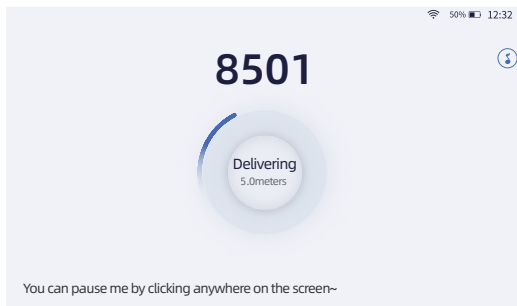 50% 12:32
8501
Delivering
5.0meters
You can pause me by clicking anywhere on the screen~